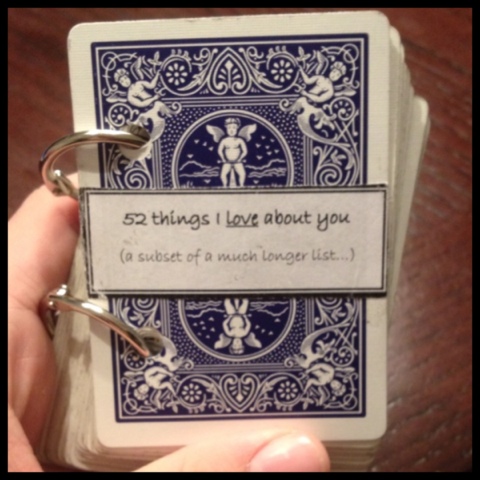 52 things I love about you
(a subset of a much longer list...)